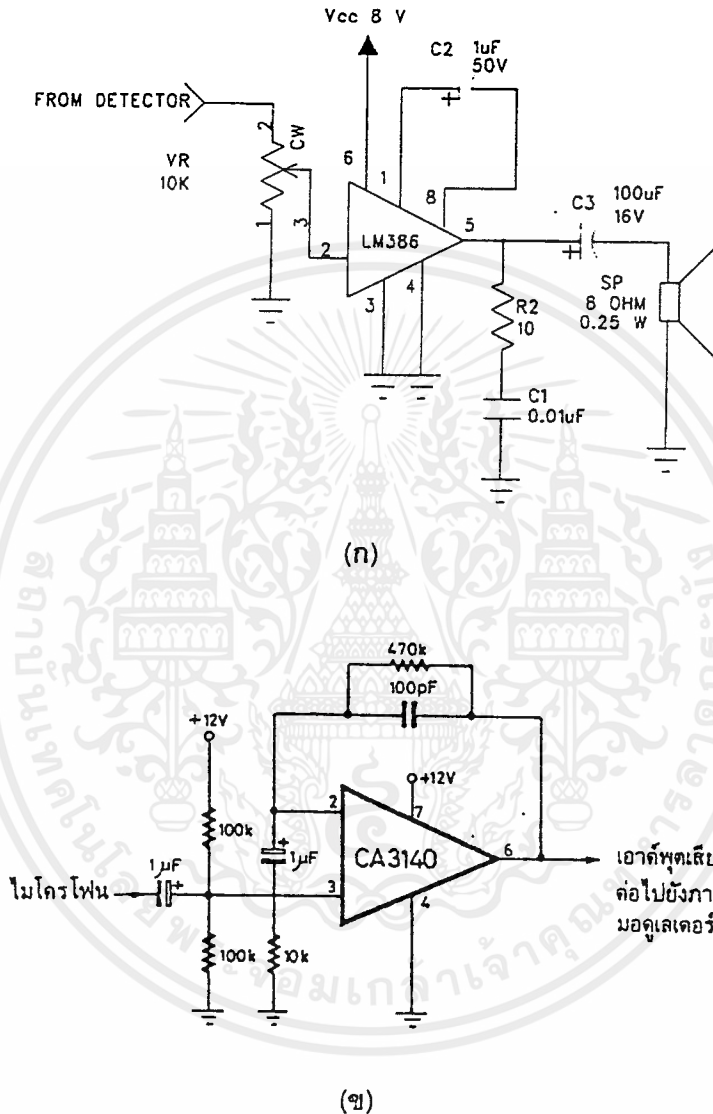 Vcc 8 V
C2
1uF
50V
FROM DETECTOR
2
CW
VR
10K
1
3
6
1
8
2
LM386
5
3
4
C3
100uF
16V
R2
10
SP
8 OHM
0.25 W
C1
0.01uF
(ก)
470k
100pF
+12V
+12V
100k
2
7
1μF
1μF
CA3140
6
ไมโครโฟน
3
4
100k
10k
เอาต์พุตเสีย
ต่อไปยังภา
มอดูเลเตอร์
(ข)